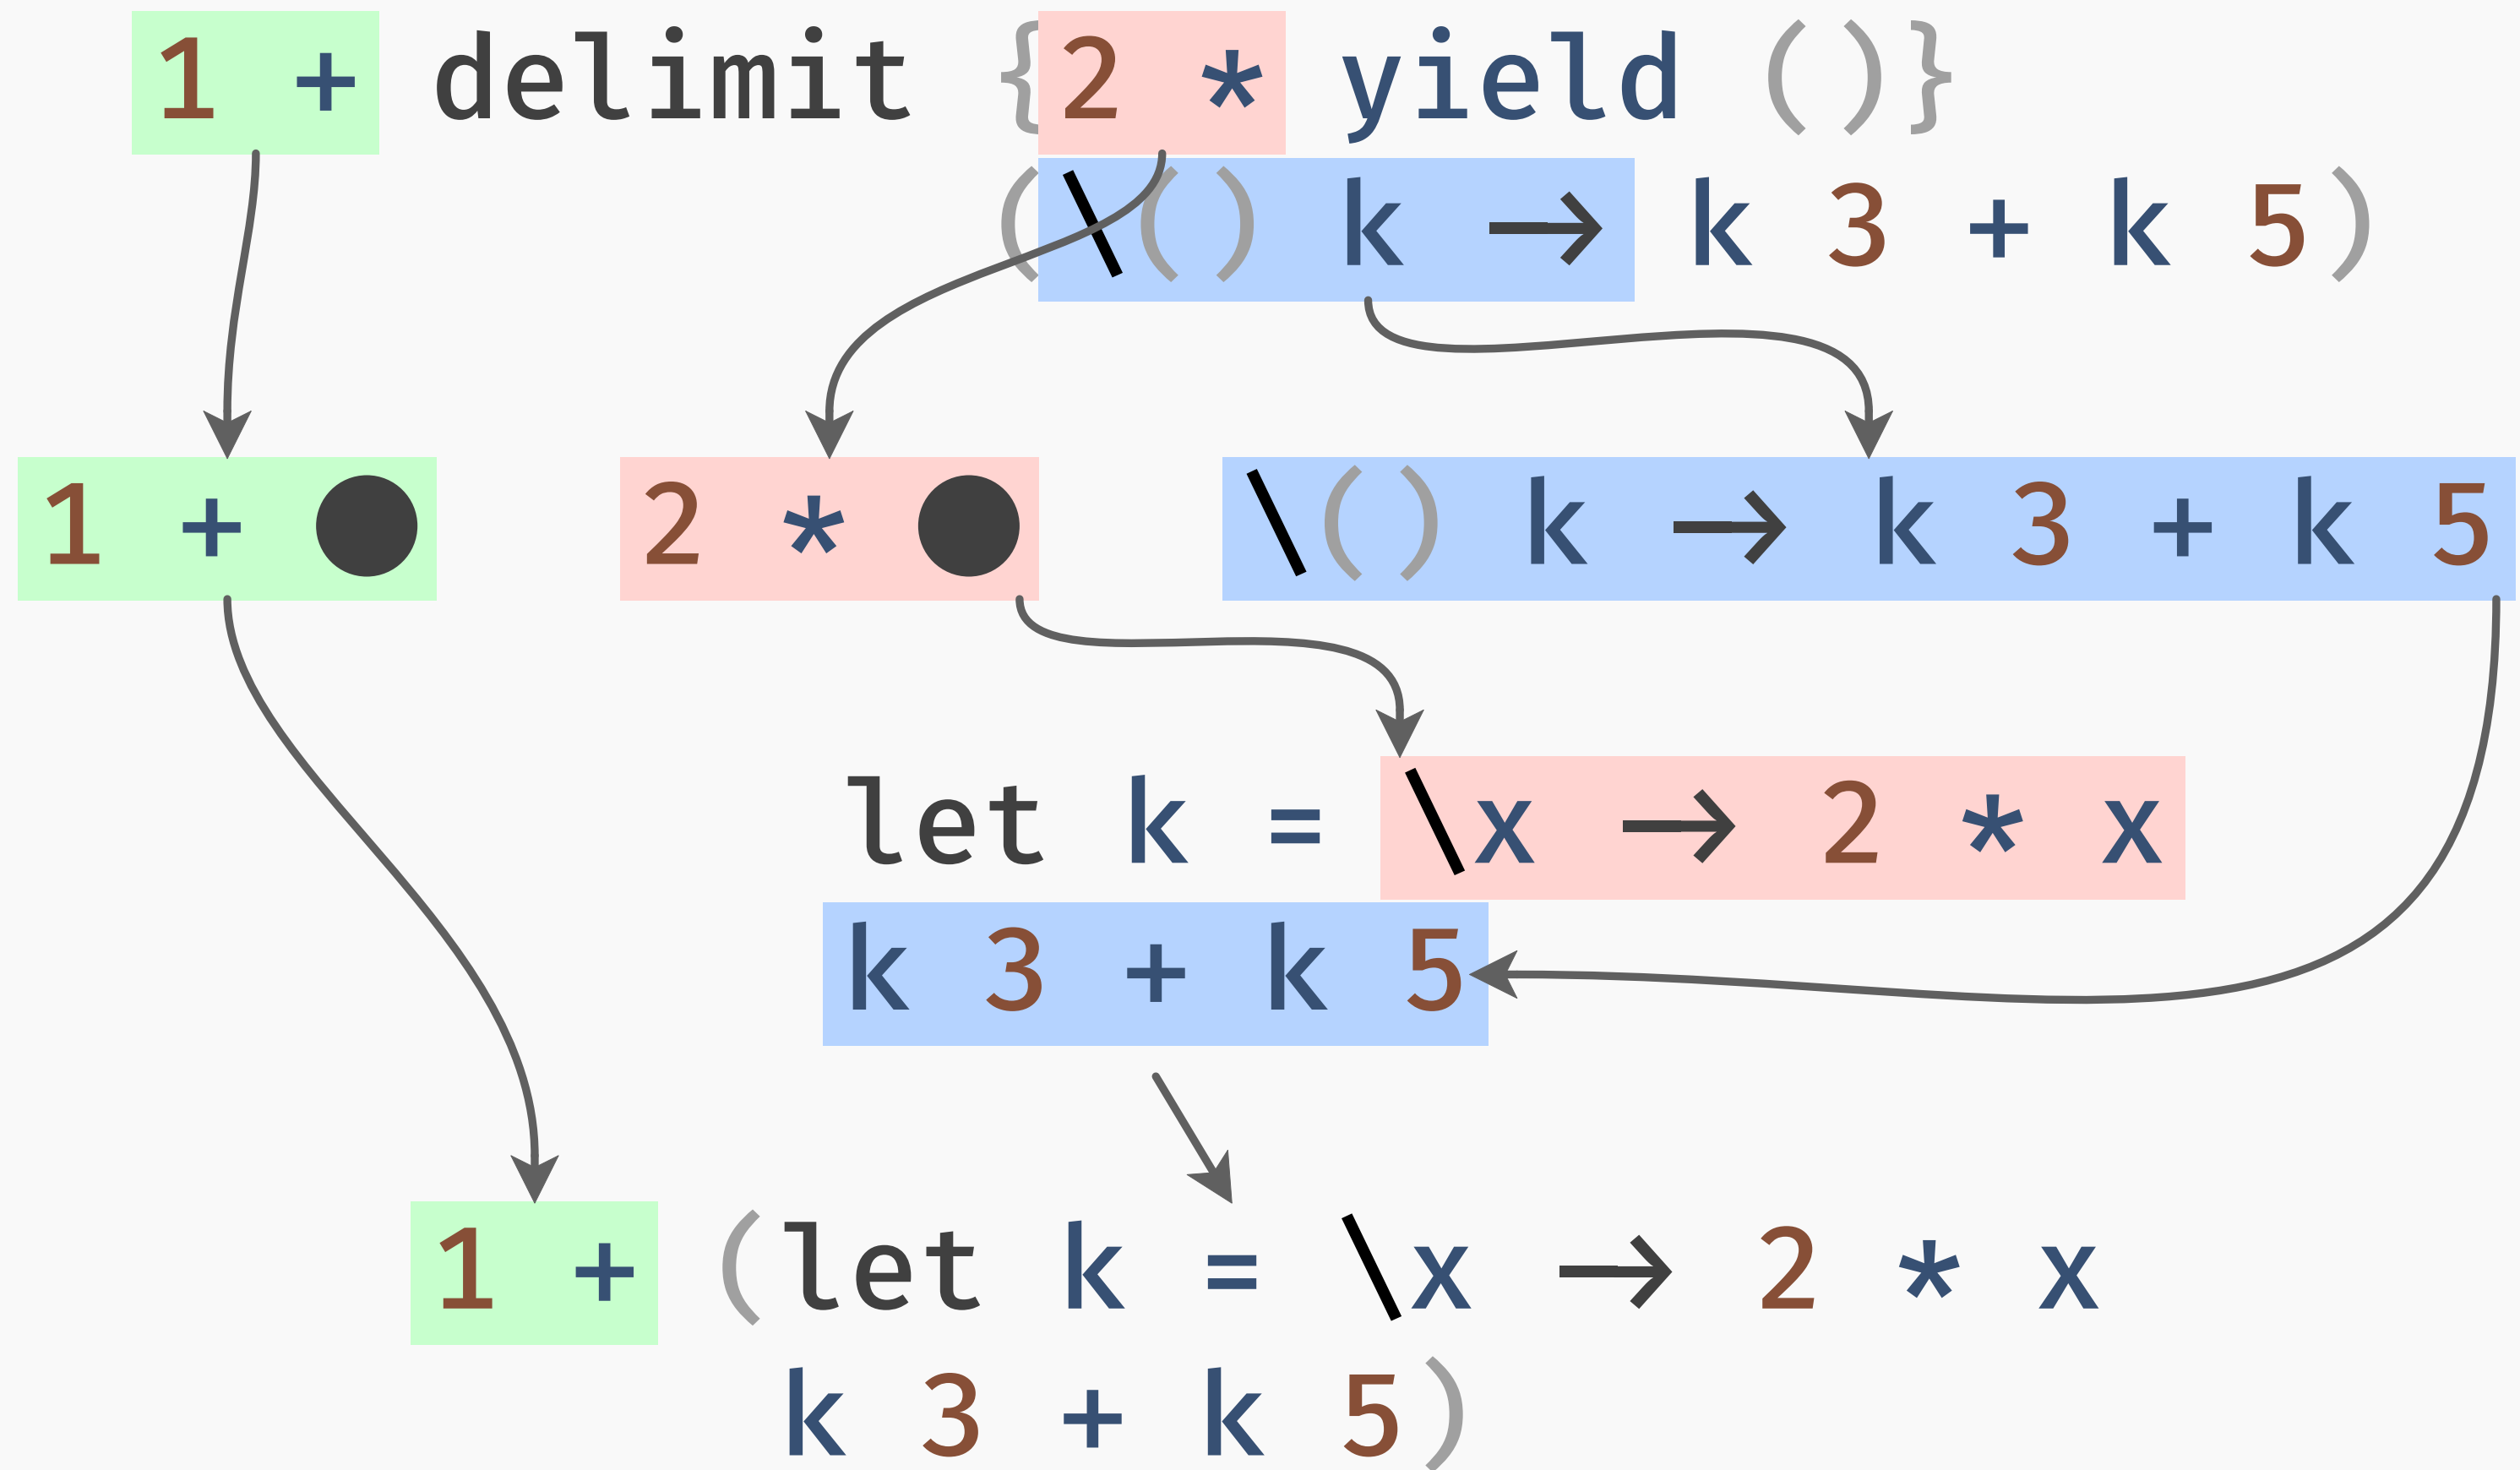 1 + delimit {2 * yield ()}
(\() k → k 3 + k 5)
1 + ●
2 * ●
\() k → k 3 + k 5
let k = \x → 2 * x
k 3 + k 5
1 + (let k = \x → 2 * x
k 3 + k 5)